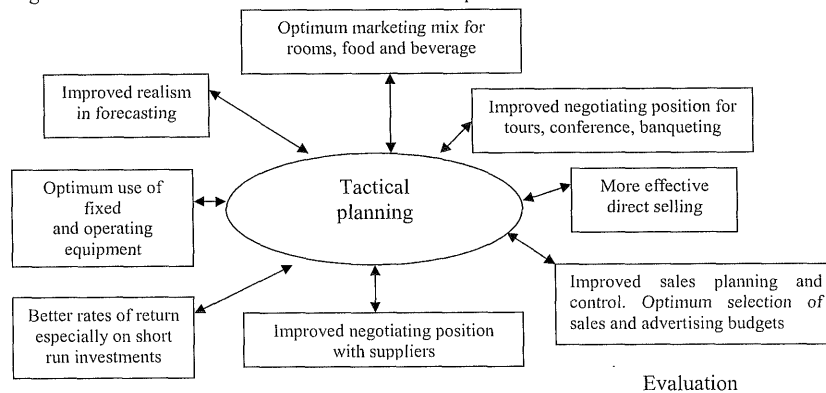 Optimum marketing mix for
rooms, food and beverage
Improved realism
in forecasting
Improved negotiating position for
tours, conference, banqueting
Tactical
planning
Optimum use of
fixed
and operating
equipment
More effective
direct selling
Improved sales planning and
control. Optimum selection of
sales and advertising budgets
Better rates of return
especially on short
run investments
Improved negotiating position
with suppliers
Evaluation